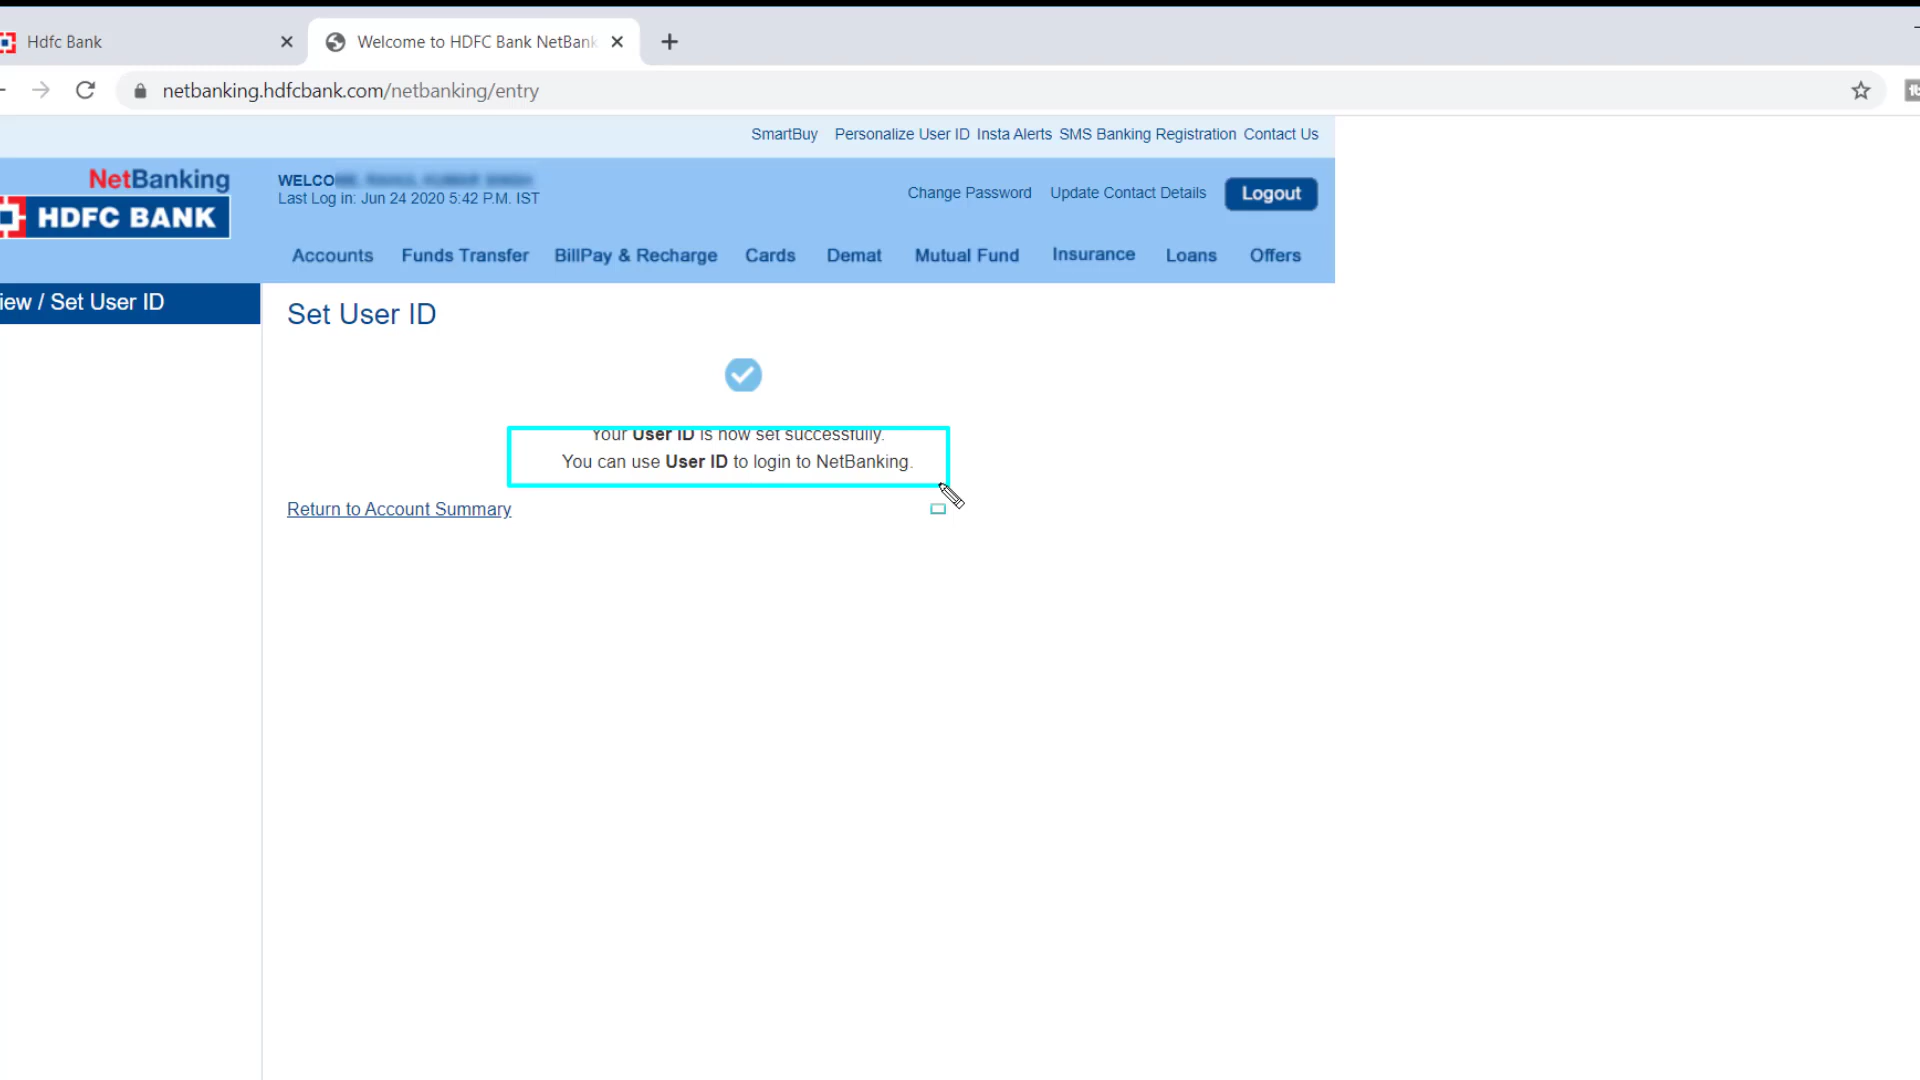 Hdfc Bank
Welcome to HDFC Bank NetBank
netbanking.hdfcbank.com/netbanking/entry
SmartBuy Personalize User ID Insta Alerts SMS Banking Registration Contact Us
NetBanking
HDFC BANK
WELCO
Last Log in: Jun 24 2020 5:42 P.M. IST
Change Password Update Contact Details Logout
Accounts Funds Transfer BillPay & Recharge Cards Demat Mutual Fund Insurance Loans Offers
iew / Set User ID
Set User ID
Your User ID is now set successfully.
You can use User ID to login to NetBanking.
Return to Account Summary